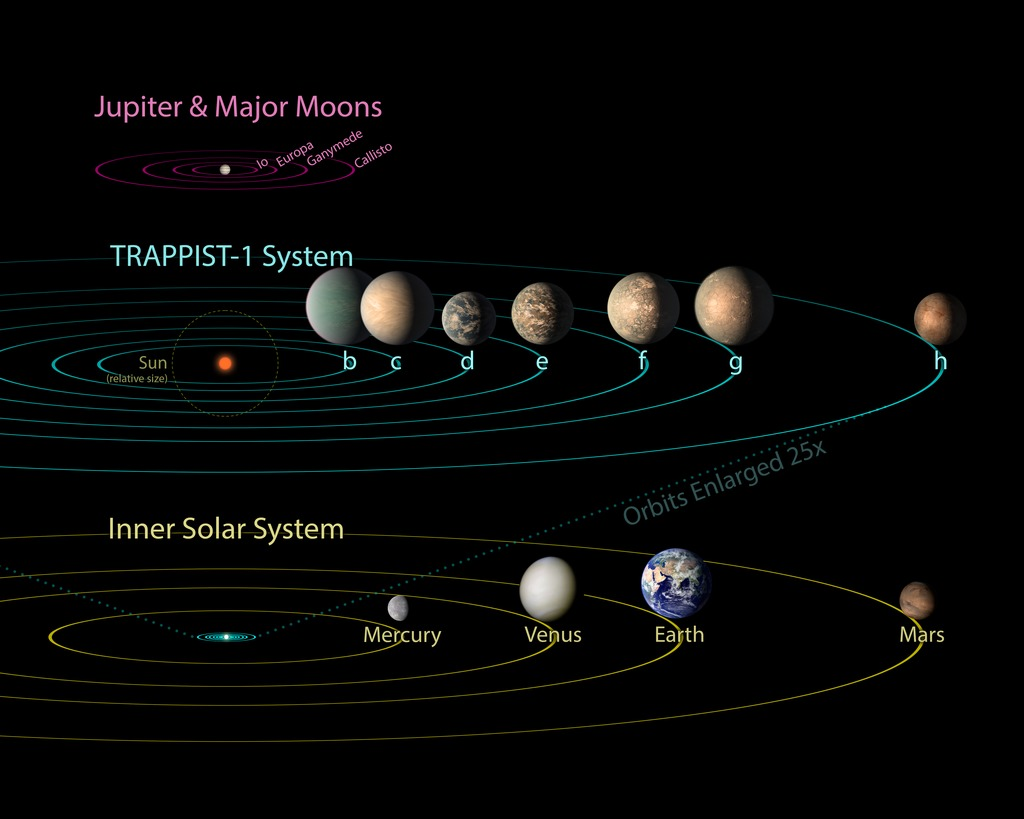 Jupiter & Major Moons
Io
Europa
Ganymede
Callisto
TRAPPIST-1 System
Sun
(relative size)
b
c
d
e
f
g
h
Orbits Enlarged 25x
Inner Solar System
Mercury
Venus
Earth
Mars